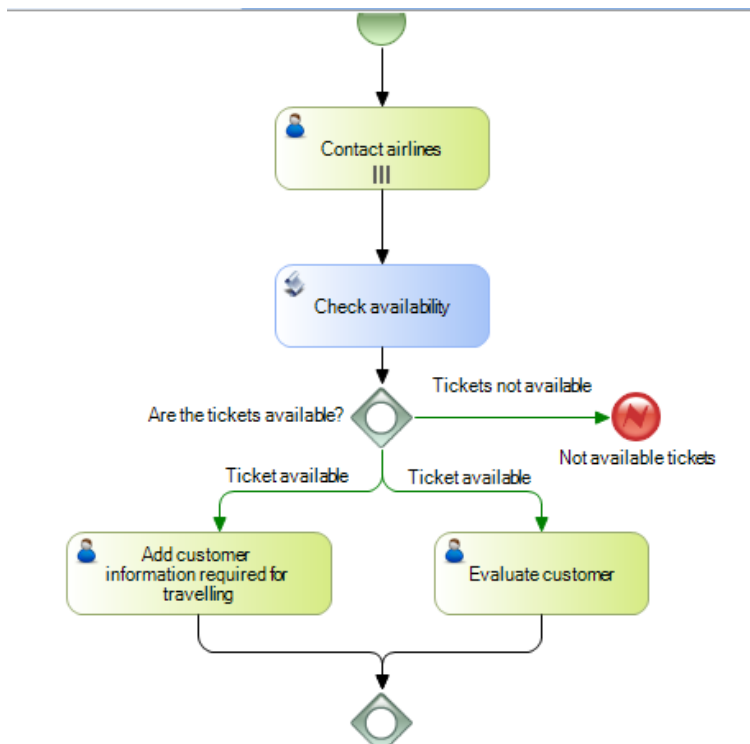 Contact airlines
Check availability
Tickets not available
Are the tickets available?
Not available tickets
Ticket available
Ticket available
Add customer
information required for
travelling
Evaluate customer